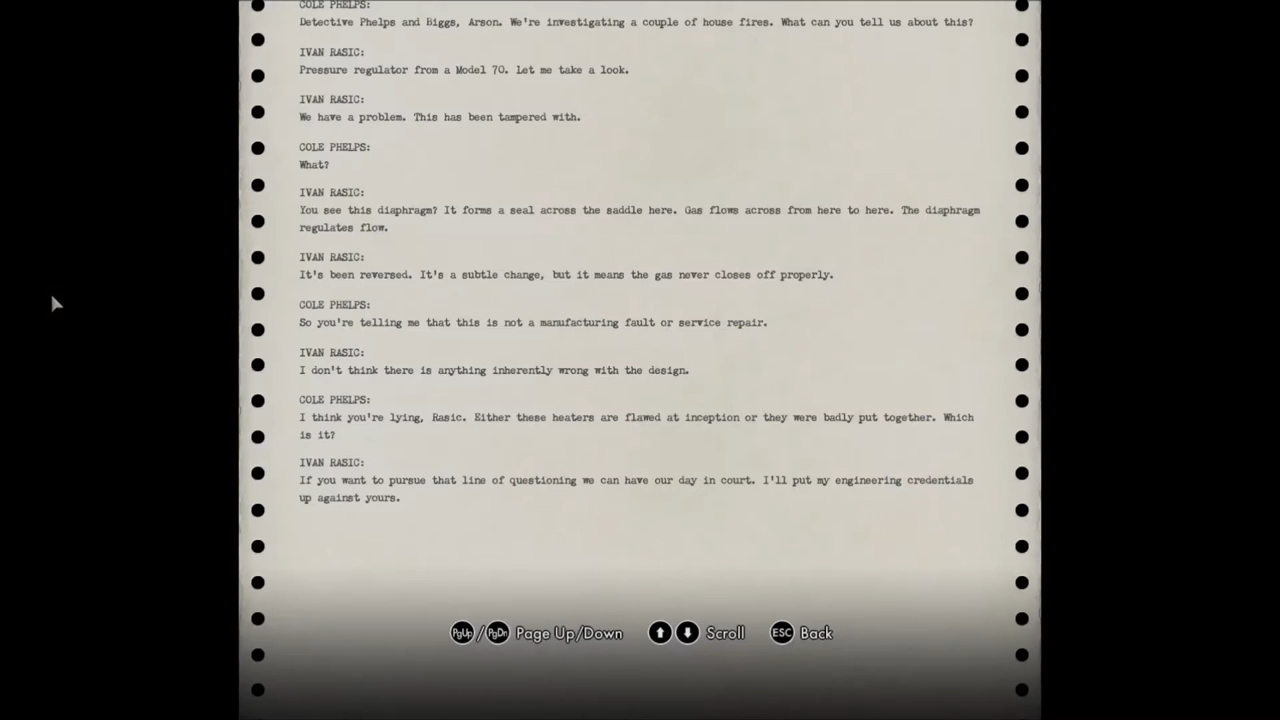 COLE PHELPS:
Detective Phelps and Biggs, Arson. We're investigating a couple of house fires. What can you tell us about this?
IVAN RASIC:
Pressure regulator from a Model 70. Let me take a look.
IVAN RASIC:
We have a problem. This has been tampered with.
COLE PHELPS:
What?
IVAN RASIC:
You see this diaphragm? It forms a seal across the saddle here. Gas flows across from here to here. The diaphragm
regulates flow.
IVAN RASIC:
It's been reversed. It's a subtle change, but it means the gas never closes off properly.
COLE PHELPS:
So you're telling me that this is not a manufacturing fault or service repair.
IVAN RASIC:
I don't think there is anything inherently wrong with the design.
COLE PHELPS:
I think you're lying, Rasic. Either these heaters are flawed at inception or they were badly put together. Which
is it?
IVAN RASIC:
If you want to pursue that line of questioning we can have our day in court. I'll put my engineering credentials
up against yours.
PgUp/PgDn Page Up/Down Scroll ESC Back